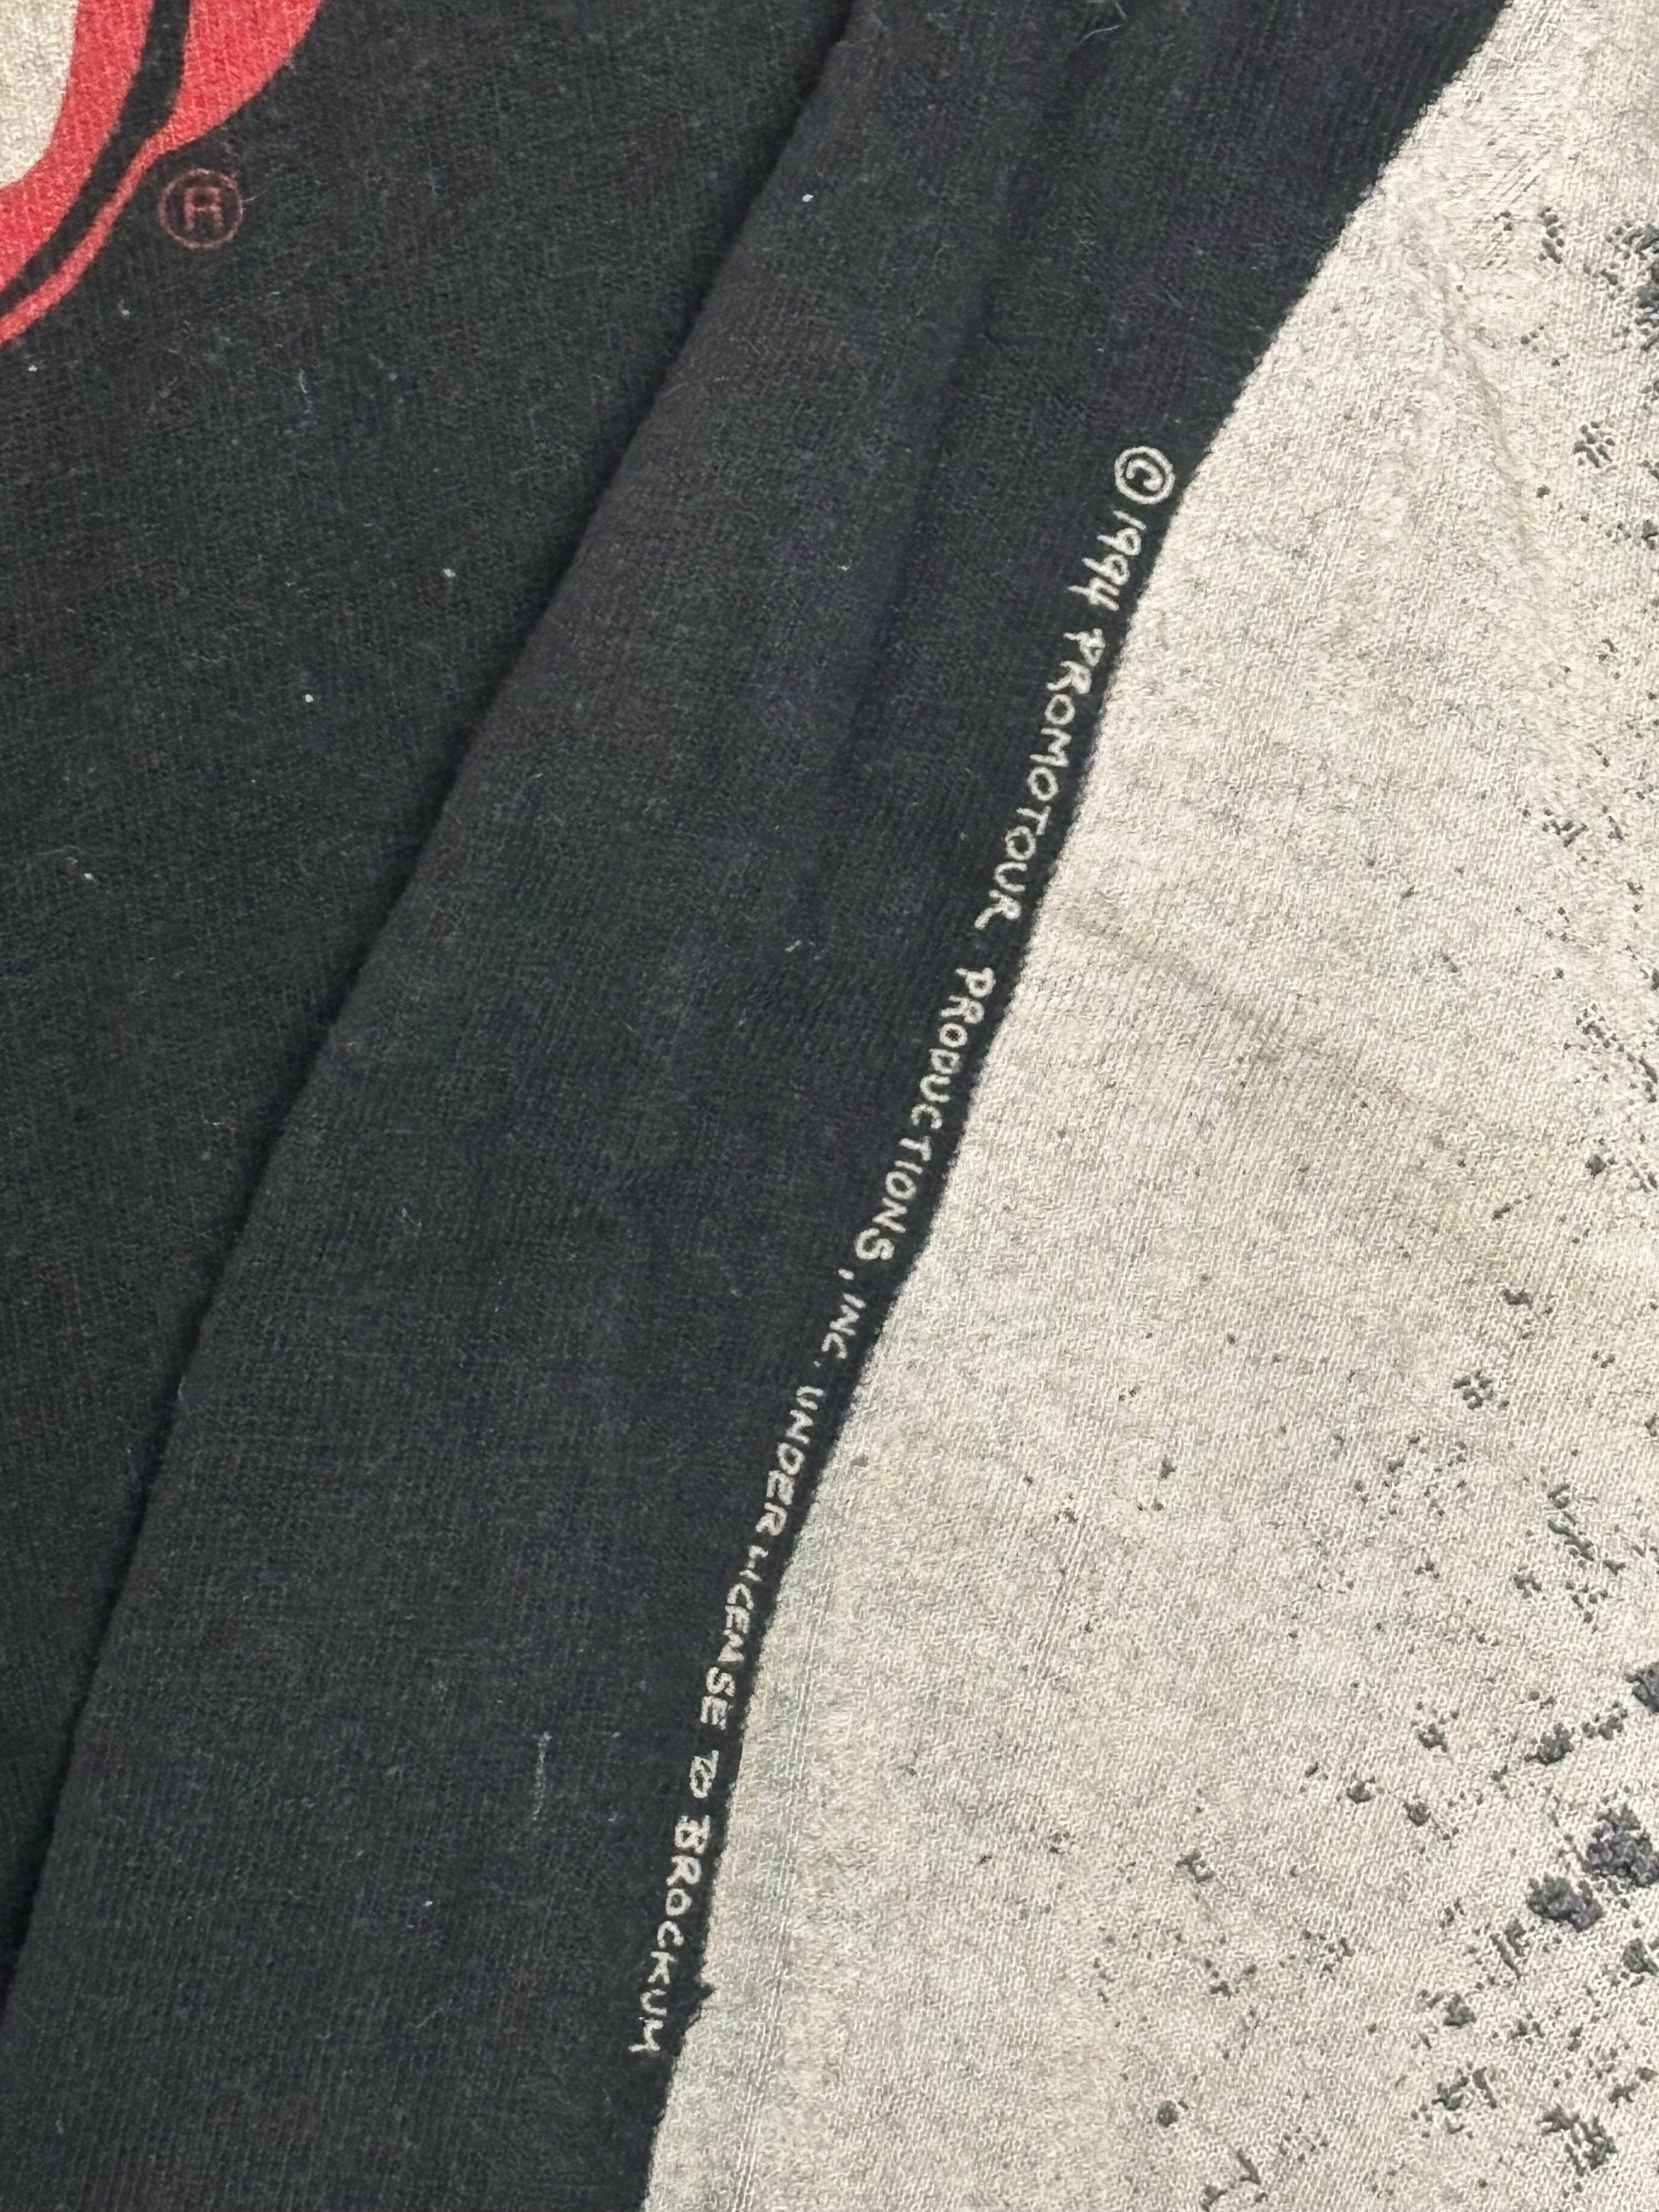 ®
© 1994 PROMOTOUR PRODUCTIONS, INC. UNDER LICENSE TO BROCKUM